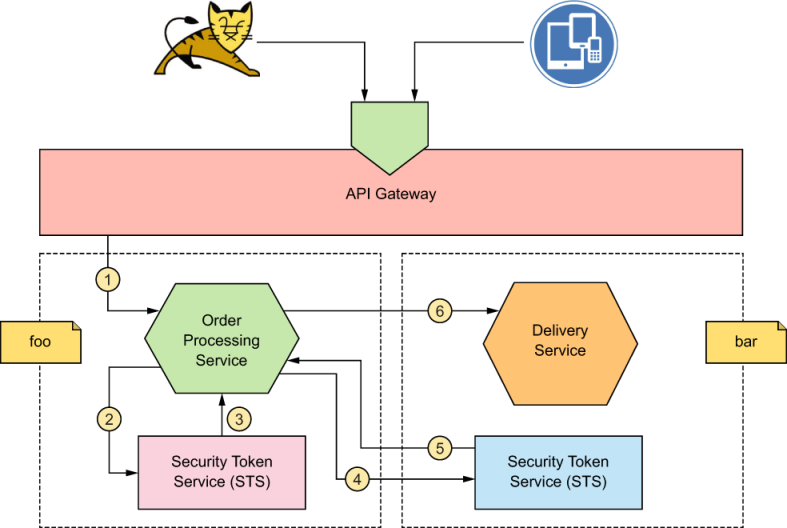 API Gateway
1
Order
Processing
Service
6
Delivery
Service
foo
bar
2
3
5
4
Security Token
Service (STS)
Security Token
Service (STS)